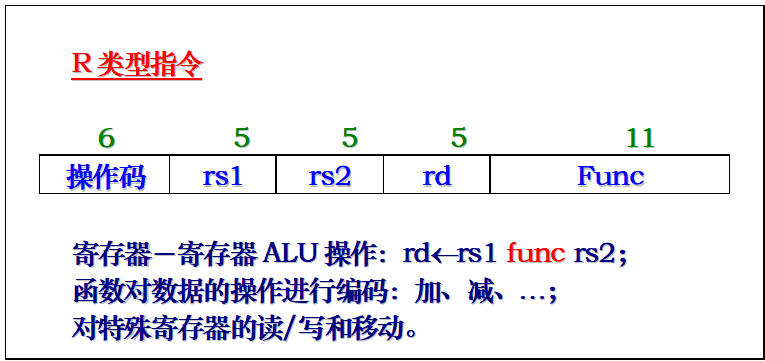 R 类型指令
6 5 5 5 11
操作码 rs1 rs2 rd Func
寄存器－寄存器 ALU 操作：rd←rs1 func rs2；
函数对数据的操作进行编码：加、减、…；
对特殊寄存器的读/写和移动。